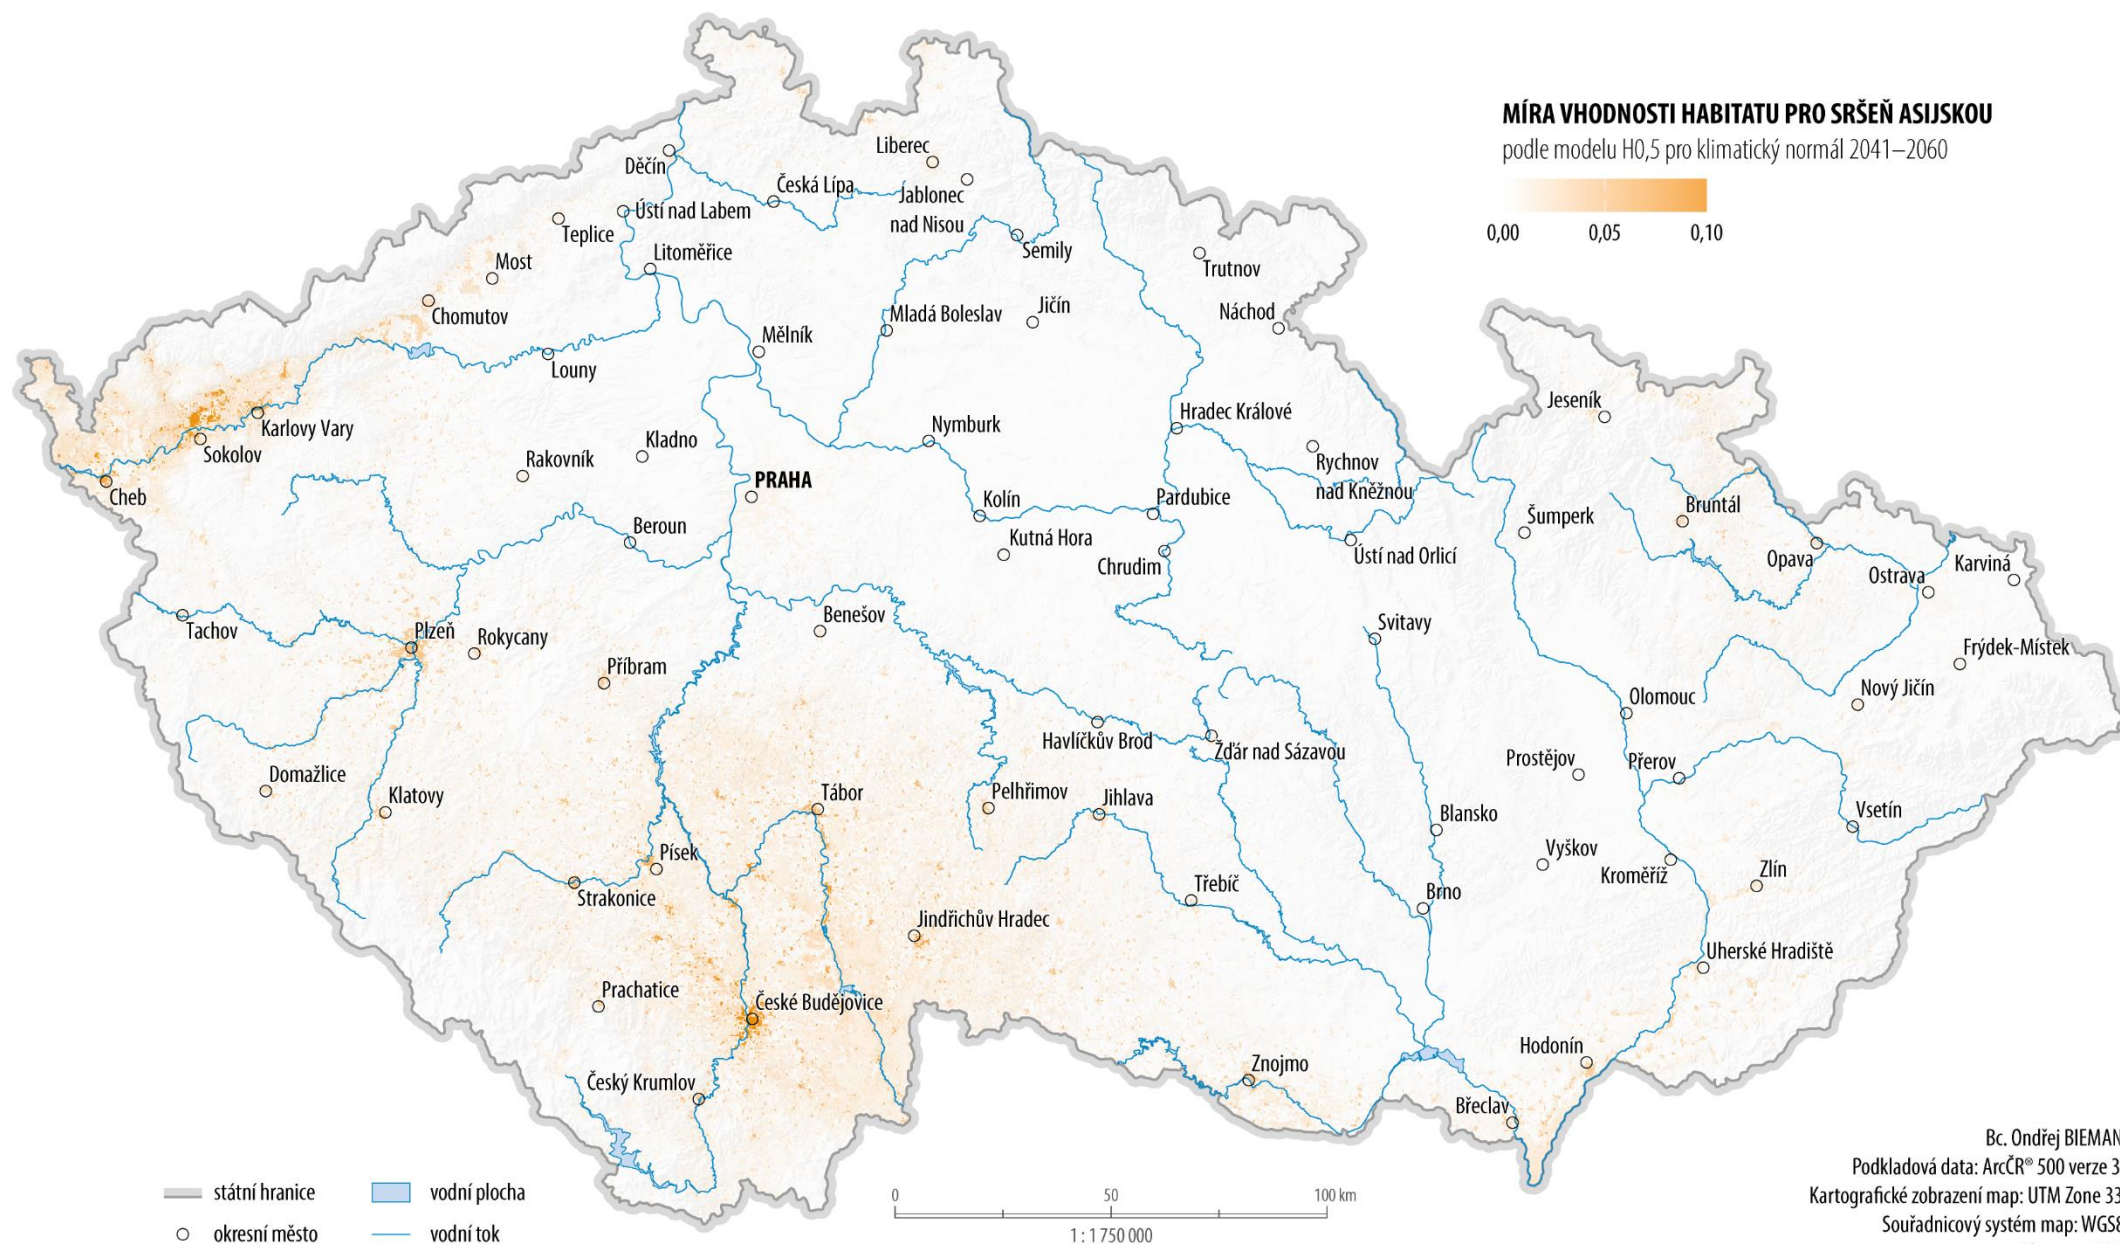 MÍRA VHODNOSTI HABITATU PRO SRŠEŇ ASIJSKOU
podle modelu H0,5 pro klimatický normál 2041–2060
0,00 0,05 0,10
Liberec
Děčín
Česká Lípa
Jablonec
nad Nisou
Ústí nad Labem
Teplice
Semily
Litoměřice
Most
Trutnov
Chomutov
Mladá Boleslav
Jičín
Náchod
Mělník
Louny
Jeseník
Hradec Králové
Karlovy Vary
Nymburk
Kladno
Sokolov
Rakovník
Rychnov
nad Kněžnou
PRAHA
Cheb
Kolín
Pardubice
Bruntál
Šumperk
Beroun
Kutná Hora
Ústí nad Orlicí
Opava
Chrudim
Karviná
Ostrava
Benešov
Svitavy
Tachov
Plzeň
Rokycany
Frýdek-Místek
Příbram
Nový Jičín
Olomouc
Havlíčkův Brod
Žďár nad Sázavou
Prostějov
Přerov
Domažlice
Klatovy
Tábor
Pelhřimov
Jihlava
Vsetín
Blansko
Vyškov
Písek
Kroměříž
Zlín
Strakonice
Třebíč
Brno
Jindřichův Hradec
Uherské Hradiště
Prachatice
České Budějovice
Hodonín
Znojmo
Český Krumlov
Břeclav
státní hranice
vodní plocha
okresní město
vodní tok
0 50 100 km
1 : 1 750 000
Bc. Ondřej BIEMAN
Podkladová data: ArcČR® 500 verze 3
Kartografické zobrazení map: UTM Zone 33
Souřadnicový systém map: WGS8